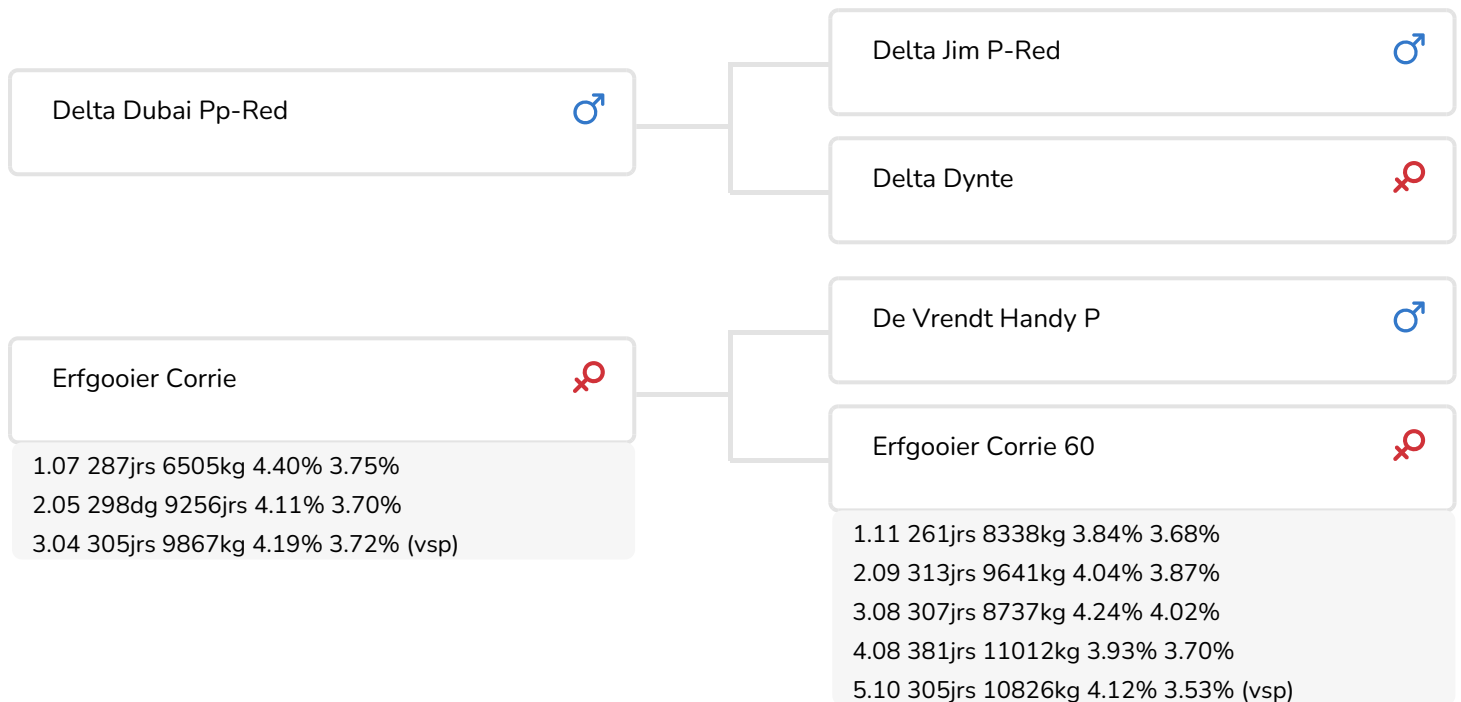 Delta Dubai Pp-Red
Delta Jim P-Red
Delta Dynte
Erfgooier Corrie
1.07 287jrs 6505kg 4.40% 3.75%
2.05 298dg 9256jrs 4.11% 3.70%
3.04 305jrs 9867kg 4.19% 3.72% (vsp)
De Vrendt Handy P
Erfgooier Corrie 60
1.11 261jrs 8338kg 3.84% 3.68%
2.09 313jrs 9641kg 4.04% 3.87%
3.08 307jrs 8737kg 4.24% 4.02%
4.08 381jrs 11012kg 3.93% 3.70%
5.10 305jrs 10826kg 4.12% 3.53% (vsp)